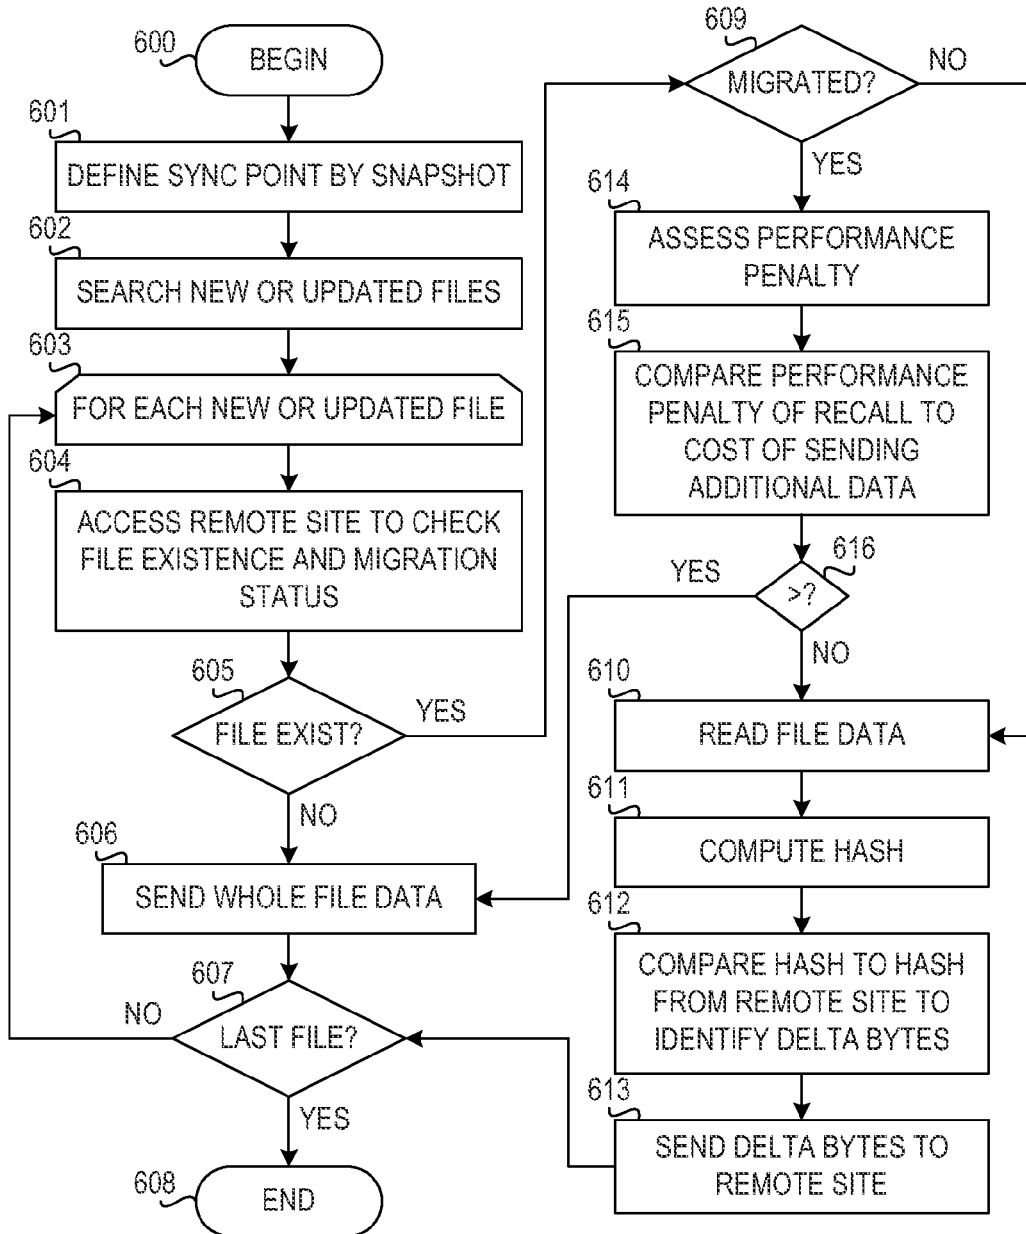 600
BEGIN
601
DEFINE SYNC POINT BY SNAPSHOT
602
SEARCH NEW OR UPDATED FILES
603
FOR EACH NEW OR UPDATED FILE
604
ACCESS REMOTE SITE TO CHECK
FILE EXISTENCE AND MIGRATION
STATUS
605
FILE EXIST?
YES
NO
606
SEND WHOLE FILE DATA
607
NO
LAST FILE?
YES
608
END
609
MIGRATED?
NO
YES
614
ASSESS PERFORMANCE
PENALTY
615
COMPARE PERFORMANCE
PENALTY OF RECALL TO
COST OF SENDING
ADDITIONAL DATA
616
YES
>?
NO
610
READ FILE DATA
611
COMPUTE HASH
612
COMPARE HASH TO HASH
FROM REMOTE SITE TO
IDENTIFY DELTA BYTES
613
SEND DELTA BYTES TO
REMOTE SITE